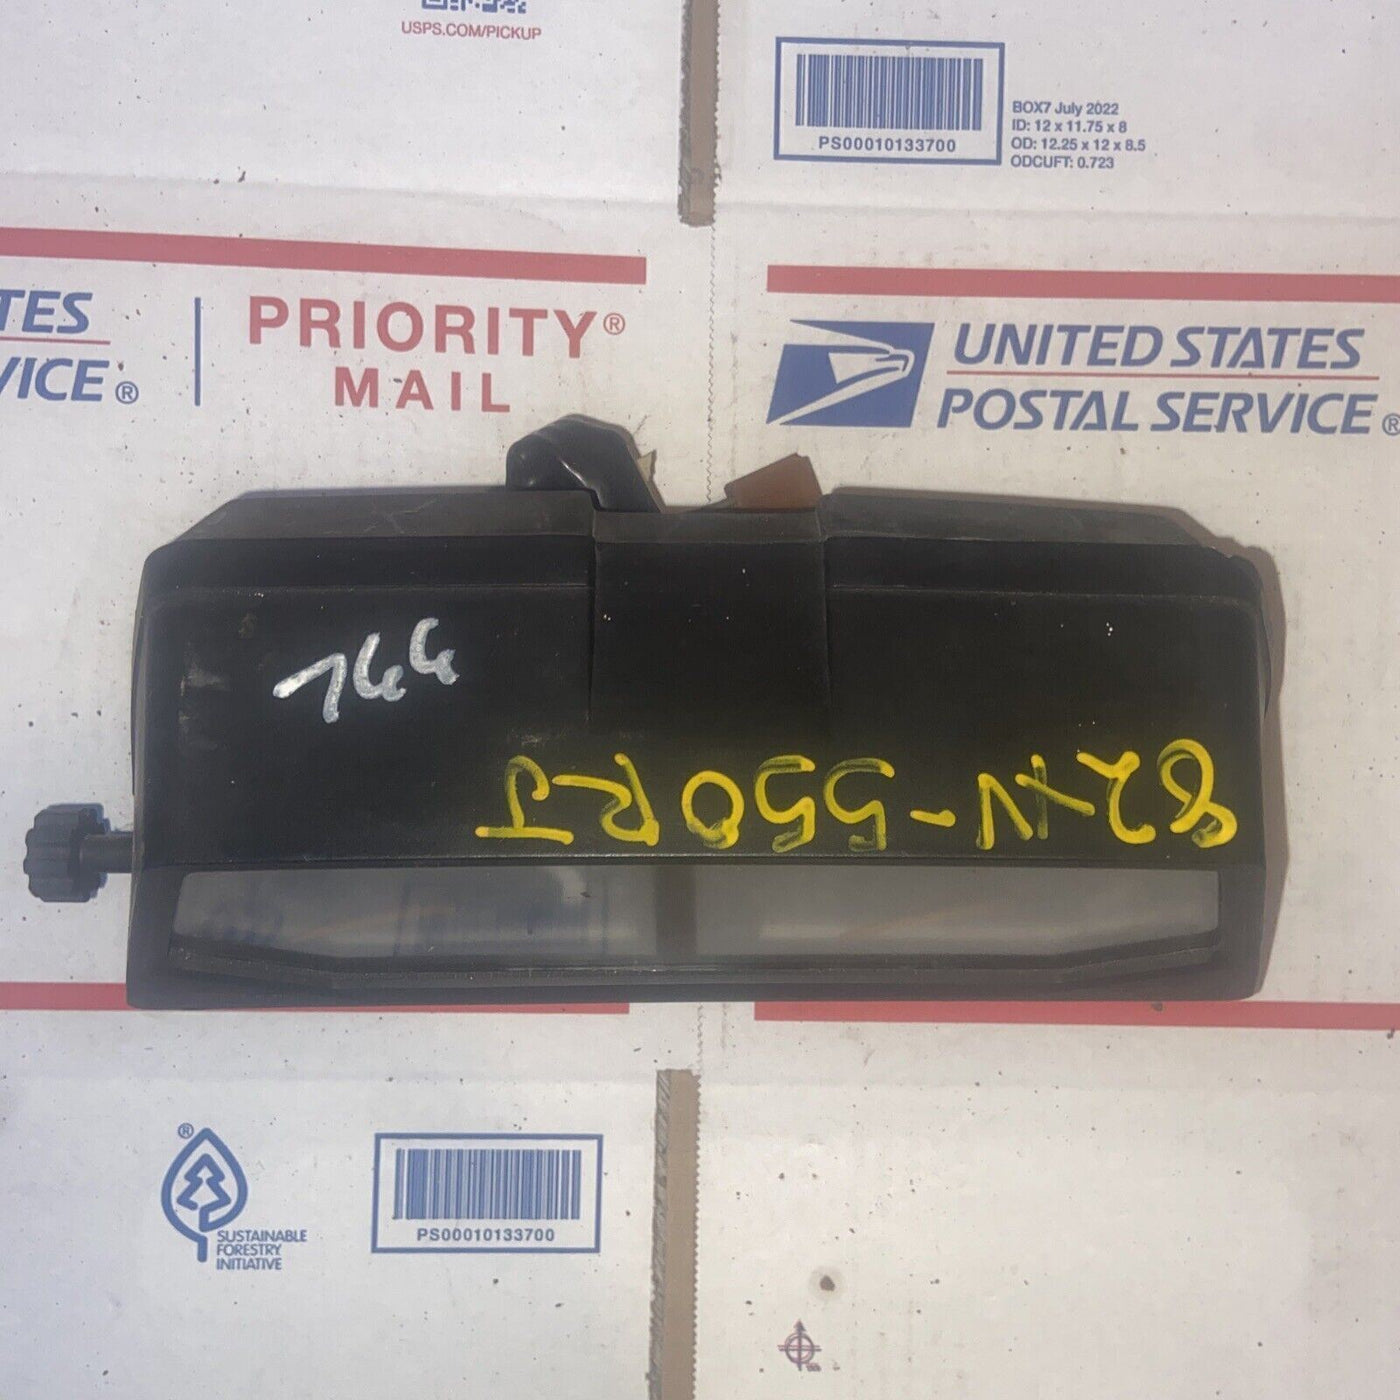 USPS.COM/PICKUP
PS00010133700
BOX7 July 2022
ID: 12 x 11.75 x 8
OD: 12.25 x 12 x 8.5
ODCUFT: 0.723
TES
VICE®
PRIORITY®
MAIL
UNITED STATES
POSTAL SERVICE®
744
82XV-550RJ
®
SUSTAINABLE
FORESTRY
INITIATIVE
PS00010133700